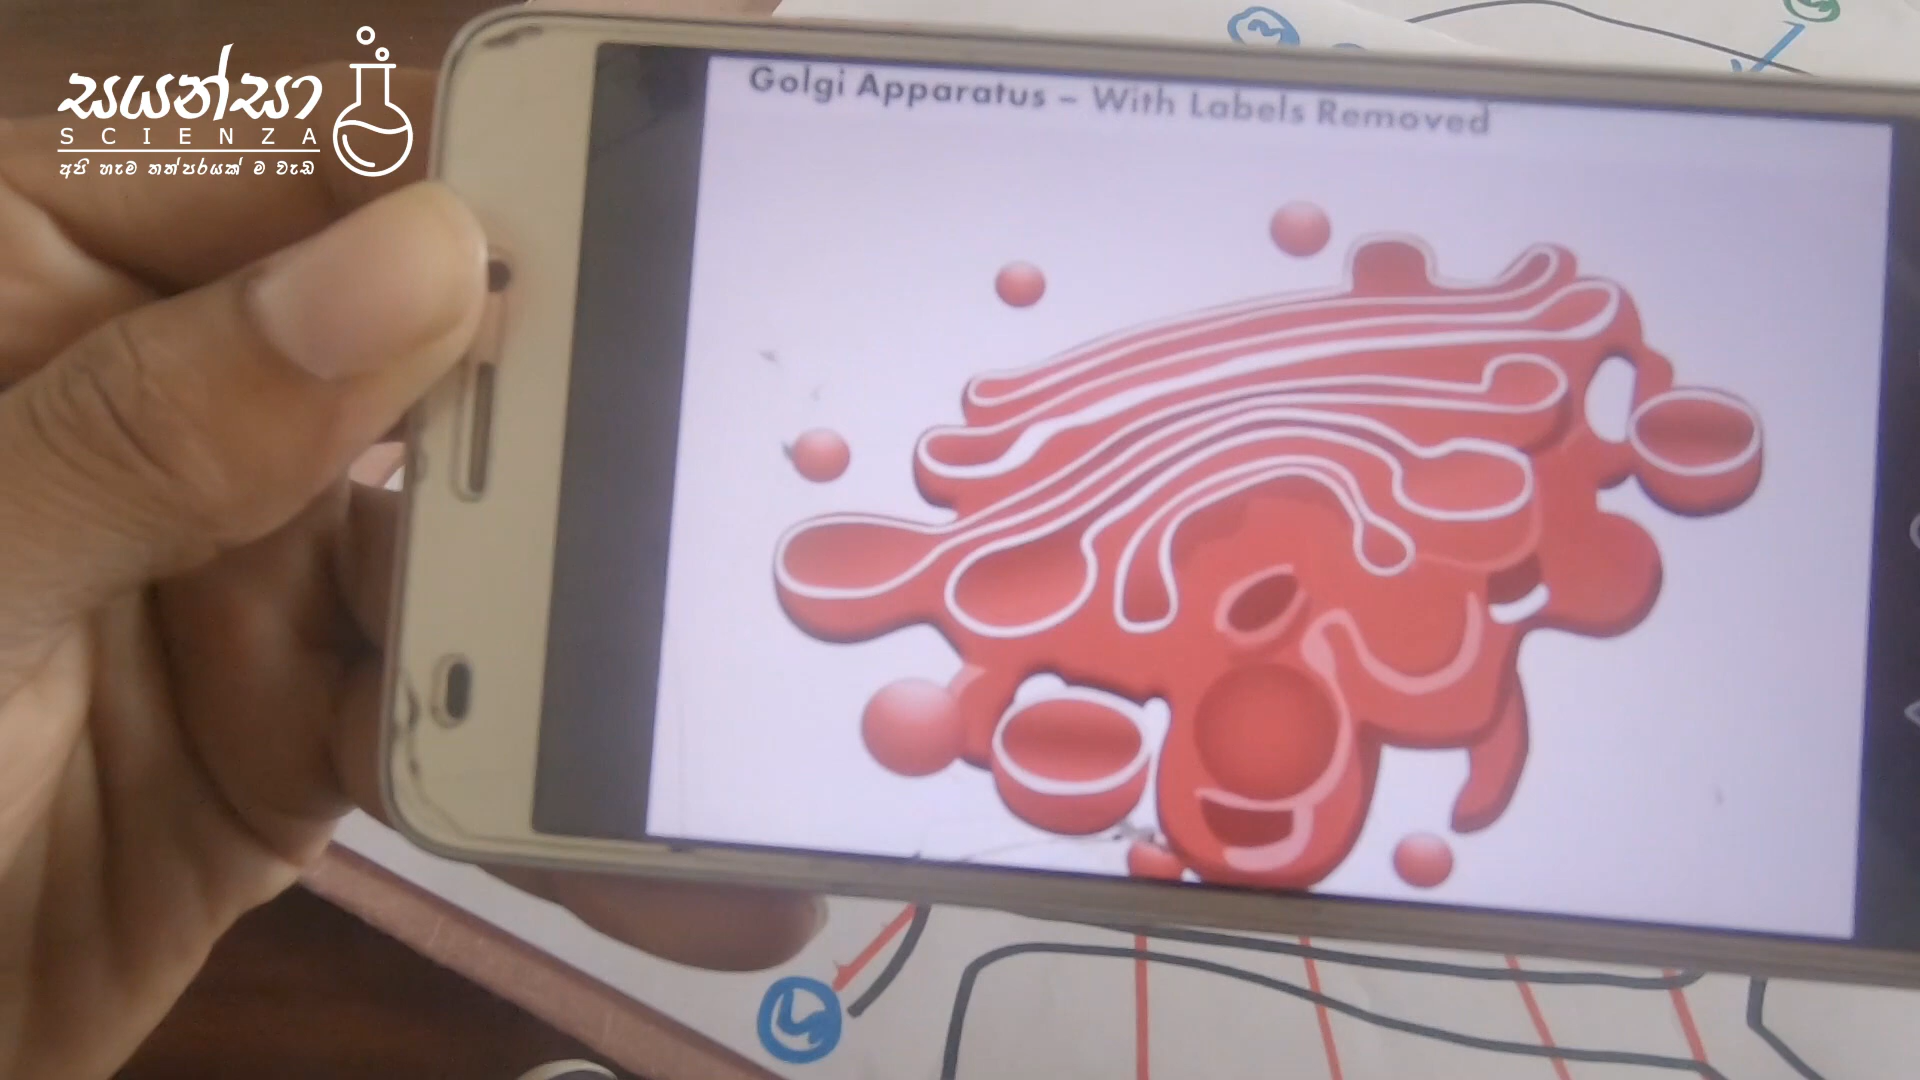 සයන්සා
SCIENZA
අපි හැම තත්පරයක් ම වැඩ
Golgi Apparatus – With Labels Removed